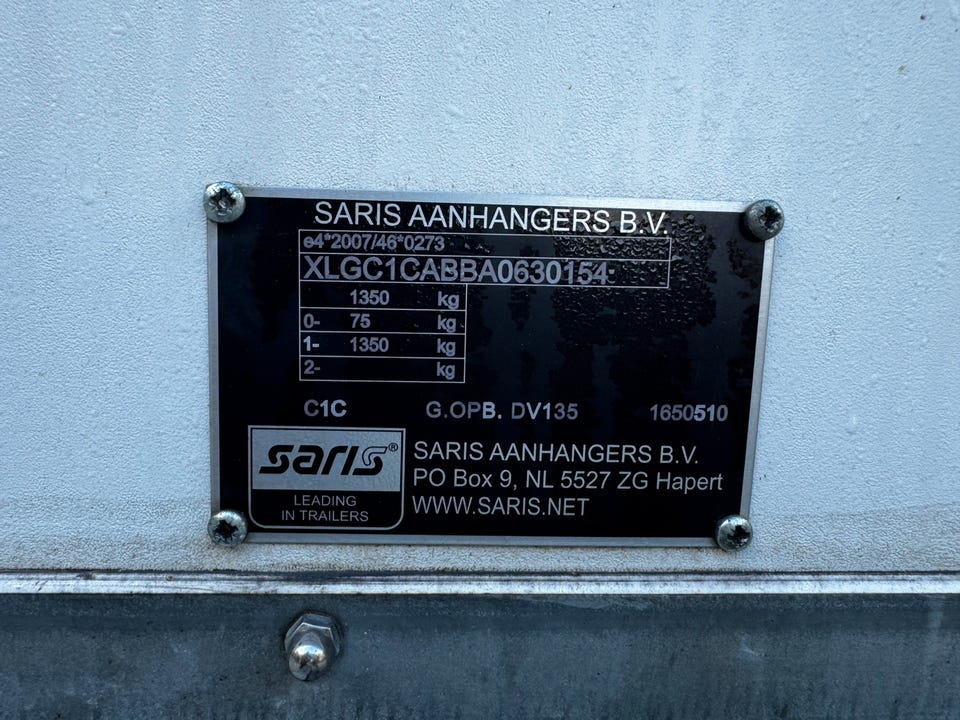 SARIS AANHANGERS B.V.
e4*2007/46*0273
XLGC1CABBA0630154
1350 kg
0- 75 kg
1- 1350 kg
2- kg
C1C G.OPB. DV135 1650510
saris®
LEADING
IN TRAILERS
SARIS AANHANGERS B.V.
PO Box 9, NL 5527 ZG Hapert
WWW.SARIS.NET